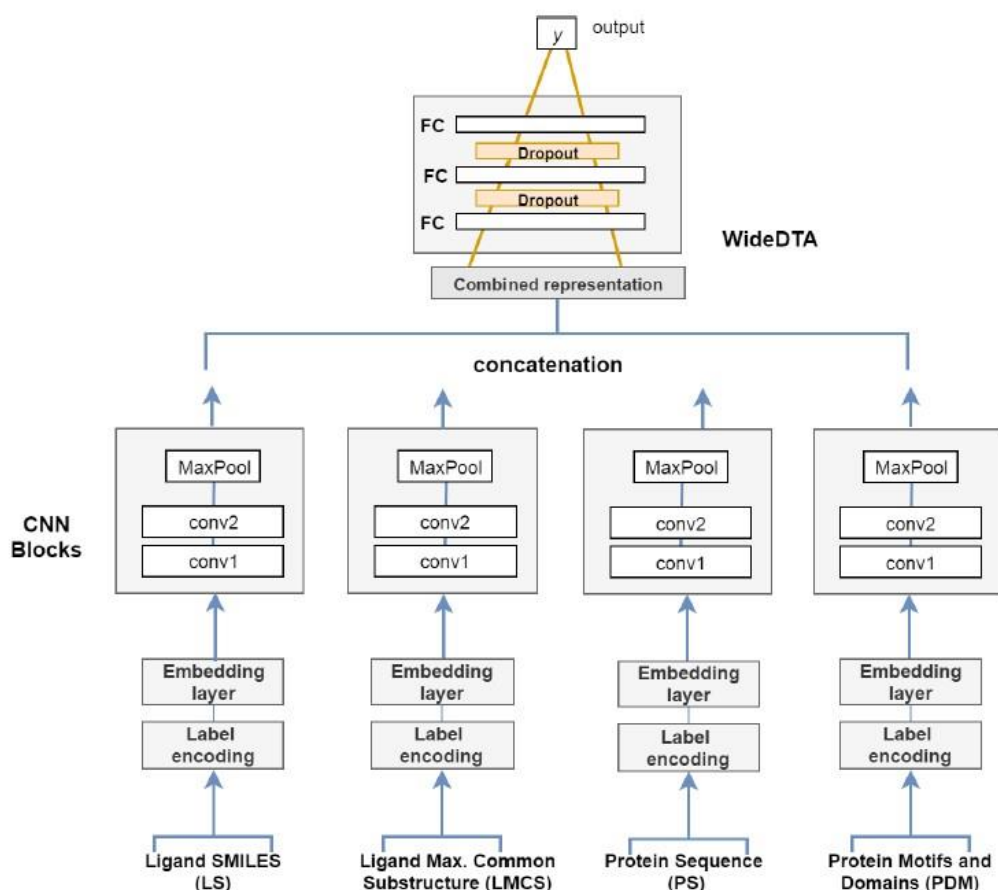 y output
FC
Dropout
FC
Dropout
FC
WideDTA
Combined representation
concatenation
MaxPool MaxPool MaxPool MaxPool
conv2 conv2 conv2 conv2
CNN
Blocks
conv1 conv1 conv1 conv1
Embedding Embedding Embedding Embedding
layer layer layer layer
Label Label Label Label
encoding encoding encoding encoding
Ligand SMILES Ligand Max. Common Protein Sequence Protein Motifs and
(LS) Substructure (LMCS) (PS) Domains (PDM)